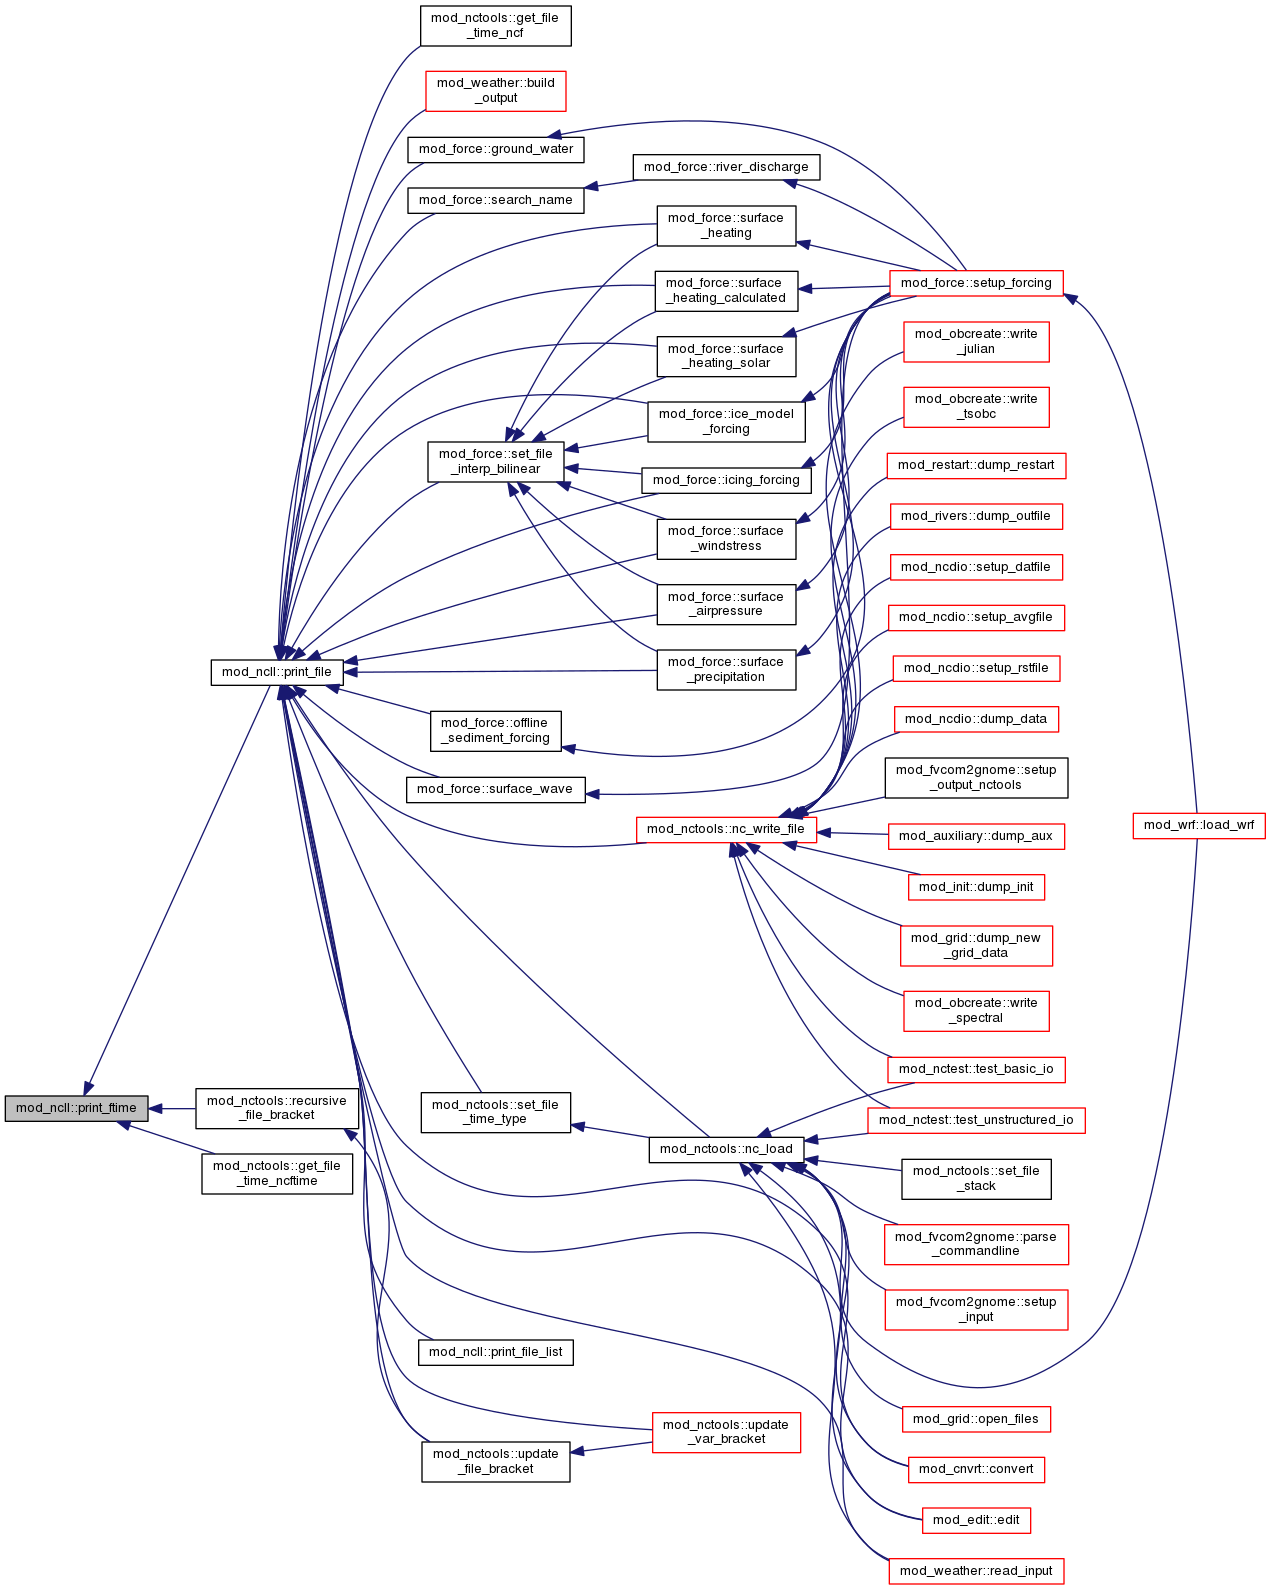 mod_nctools::get_file
_time_ncf
mod_weather::build
_output
mod_force::ground_water
mod_force::river_discharge
mod_force::search_name
mod_force::surface
_heating
mod_force::setup_forcing
mod_force::surface
_heating_calculated
mod_obcreate::write
_julian
mod_force::surface
_heating_solar
mod_obcreate::write
_tsobc
mod_force::ice_model
_forcing
mod_force::set_file
_interp_bilinear
mod_restart::dump_restart
mod_force::icing_forcing
mod_rivers::dump_outfile
mod_force::surface
_windstress
mod_ncdio::setup_datfile
mod_force::surface
_airpressure
mod_ncdio::setup_avgfile
mod_force::surface
_precipitation
mod_ncll::print_file
mod_ncdio::setup_rstfile
mod_force::offline
_sediment_forcing
mod_ncdio::dump_data
mod_fvcom2gnome::setup
_output_nctools
mod_force::surface_wave
mod_nctools::nc_write_file
mod_wrf::load_wrf
mod_auxiliary::dump_aux
mod_init::dump_init
mod_grid::dump_new
_grid_data
mod_obcreate::write
_spectral
mod_nctest::test_basic_io
mod_ncll::print_ftime
mod_nctools::recursive
_file_bracket
mod_nctools::set_file
_time_type
mod_nctest::test_unstructured_io
mod_nctools::nc_load
mod_nctools::get_file
_time_ncftime
mod_nctools::set_file
_stack
mod_fvcom2gnome::parse
_commandline
mod_fvcom2gnome::setup
_input
mod_ncll::print_file_list
mod_grid::open_files
mod_nctools::update
_var_bracket
mod_nctools::update
_file_bracket
mod_cnvrt::convert
mod_edit::edit
mod_weather::read_input